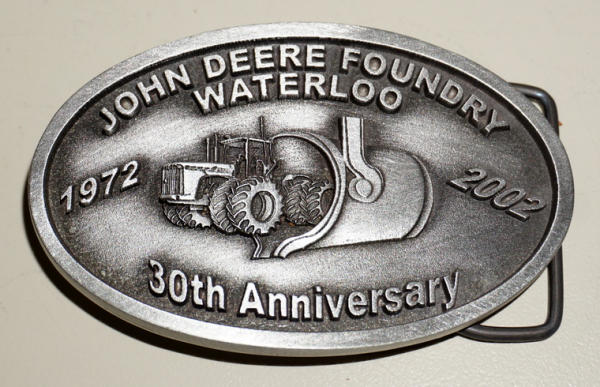 JOHN DEERE FOUNDRY
WATERLOO
1972
2002
30th Anniversary